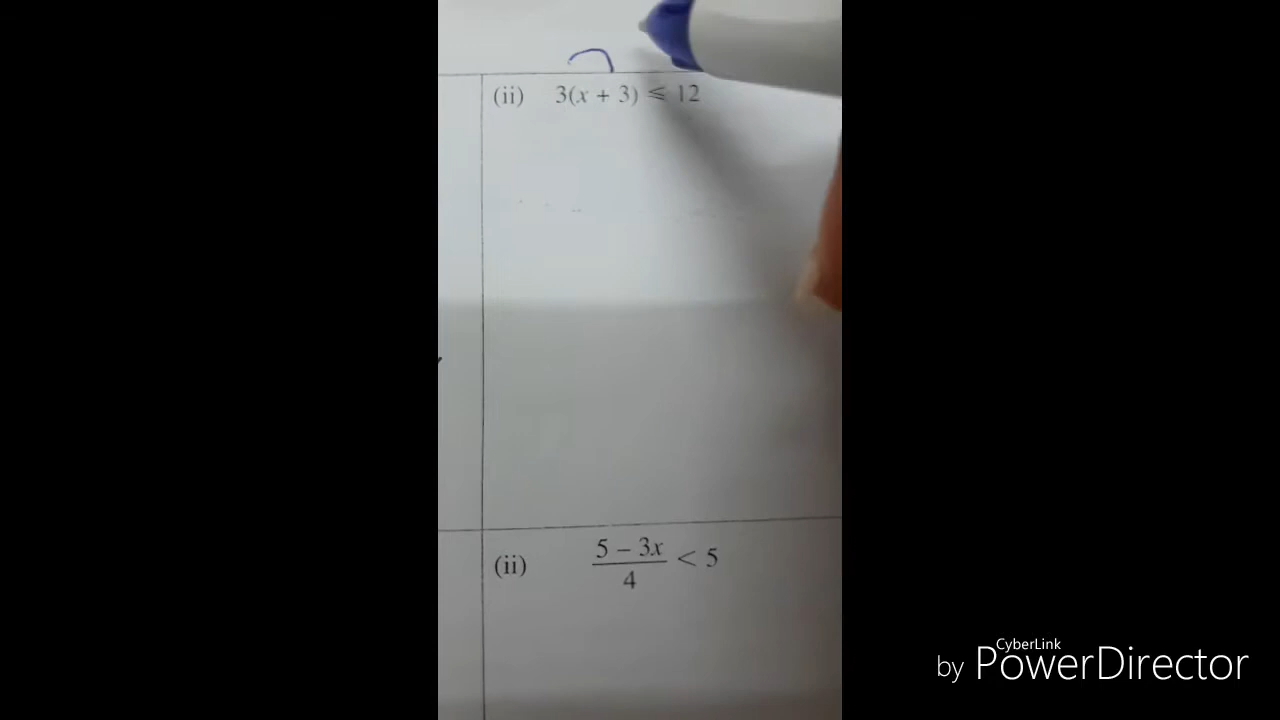 (ii) 3(x + 3) ⩽ 12
(ii) 5 – 3x
4
< 5
CyberLink
by PowerDirector